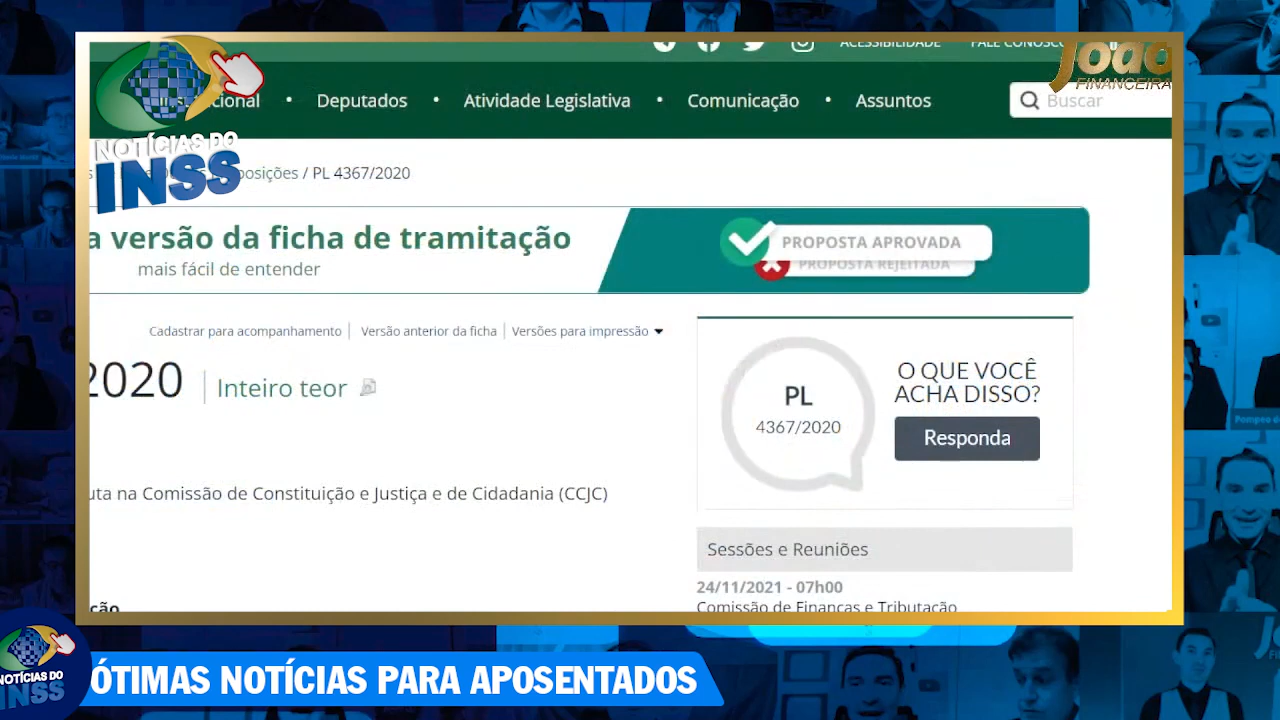 ACESSIBILIDADE FALE CONOSCO
João
FINANCEIRA
Deputados • Atividade Legislativa • Comunicação • Assuntos
Buscar
NOTÍCIAS DO
INSS
/ PL 4367/2020
a versão da ficha de tramitação
mais fácil de entender
PROPOSTA APROVADA
PROPOSTA REJEITADA
Cadastrar para acompanhamento | Versão anterior da ficha | Versões para impressão
2020 | Inteiro teor
PL
4367/2020
O QUE VOCÊ
ACHA DISSO?
Responda
uta na Comissão de Constituição e Justiça e de Cidadania (CCJC)
Sessões e Reuniões
24/11/2021 - 07h00
Comissão de Finanças e Tributação
NOTÍCIAS DO
INSS
ÓTIMAS NOTÍCIAS PARA APOSENTADOS